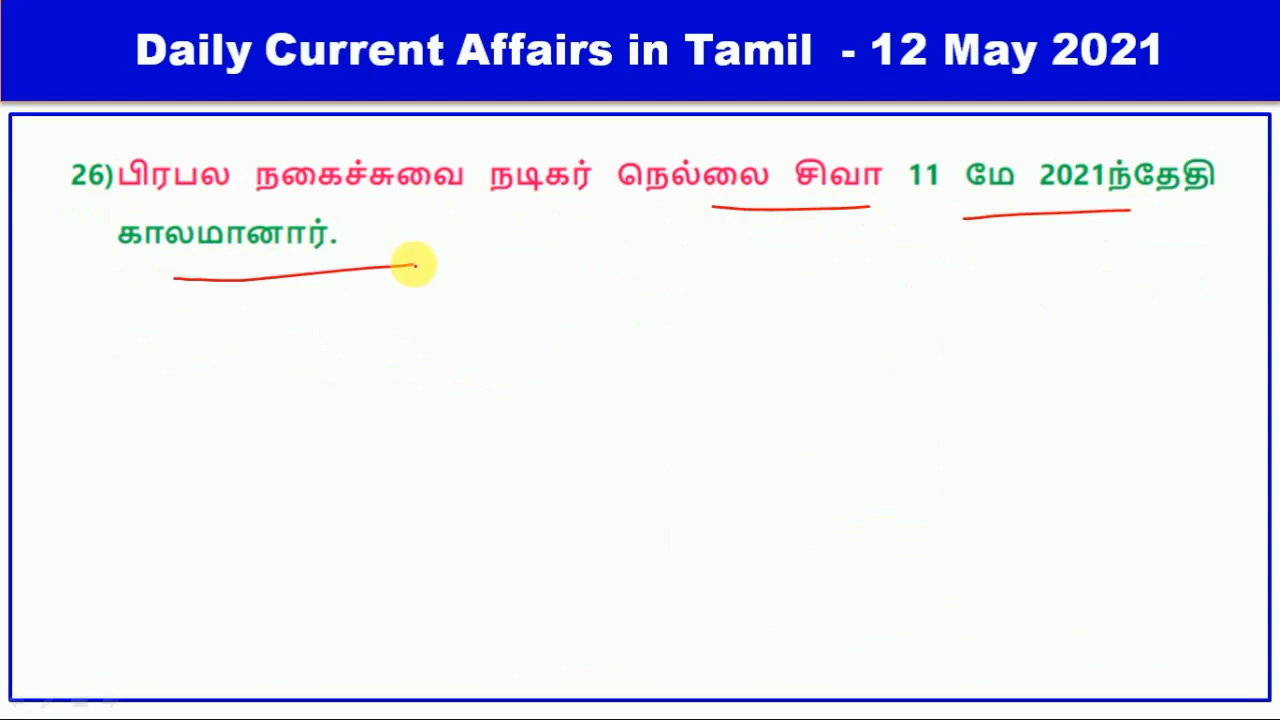 Daily Current Affairs in Tamil - 12 May 2021
26)பிரபல நகைச்சுவை நடிகர் நெல்லை சிவா 11 மே 2021ந்தேதி
காலமானார்.